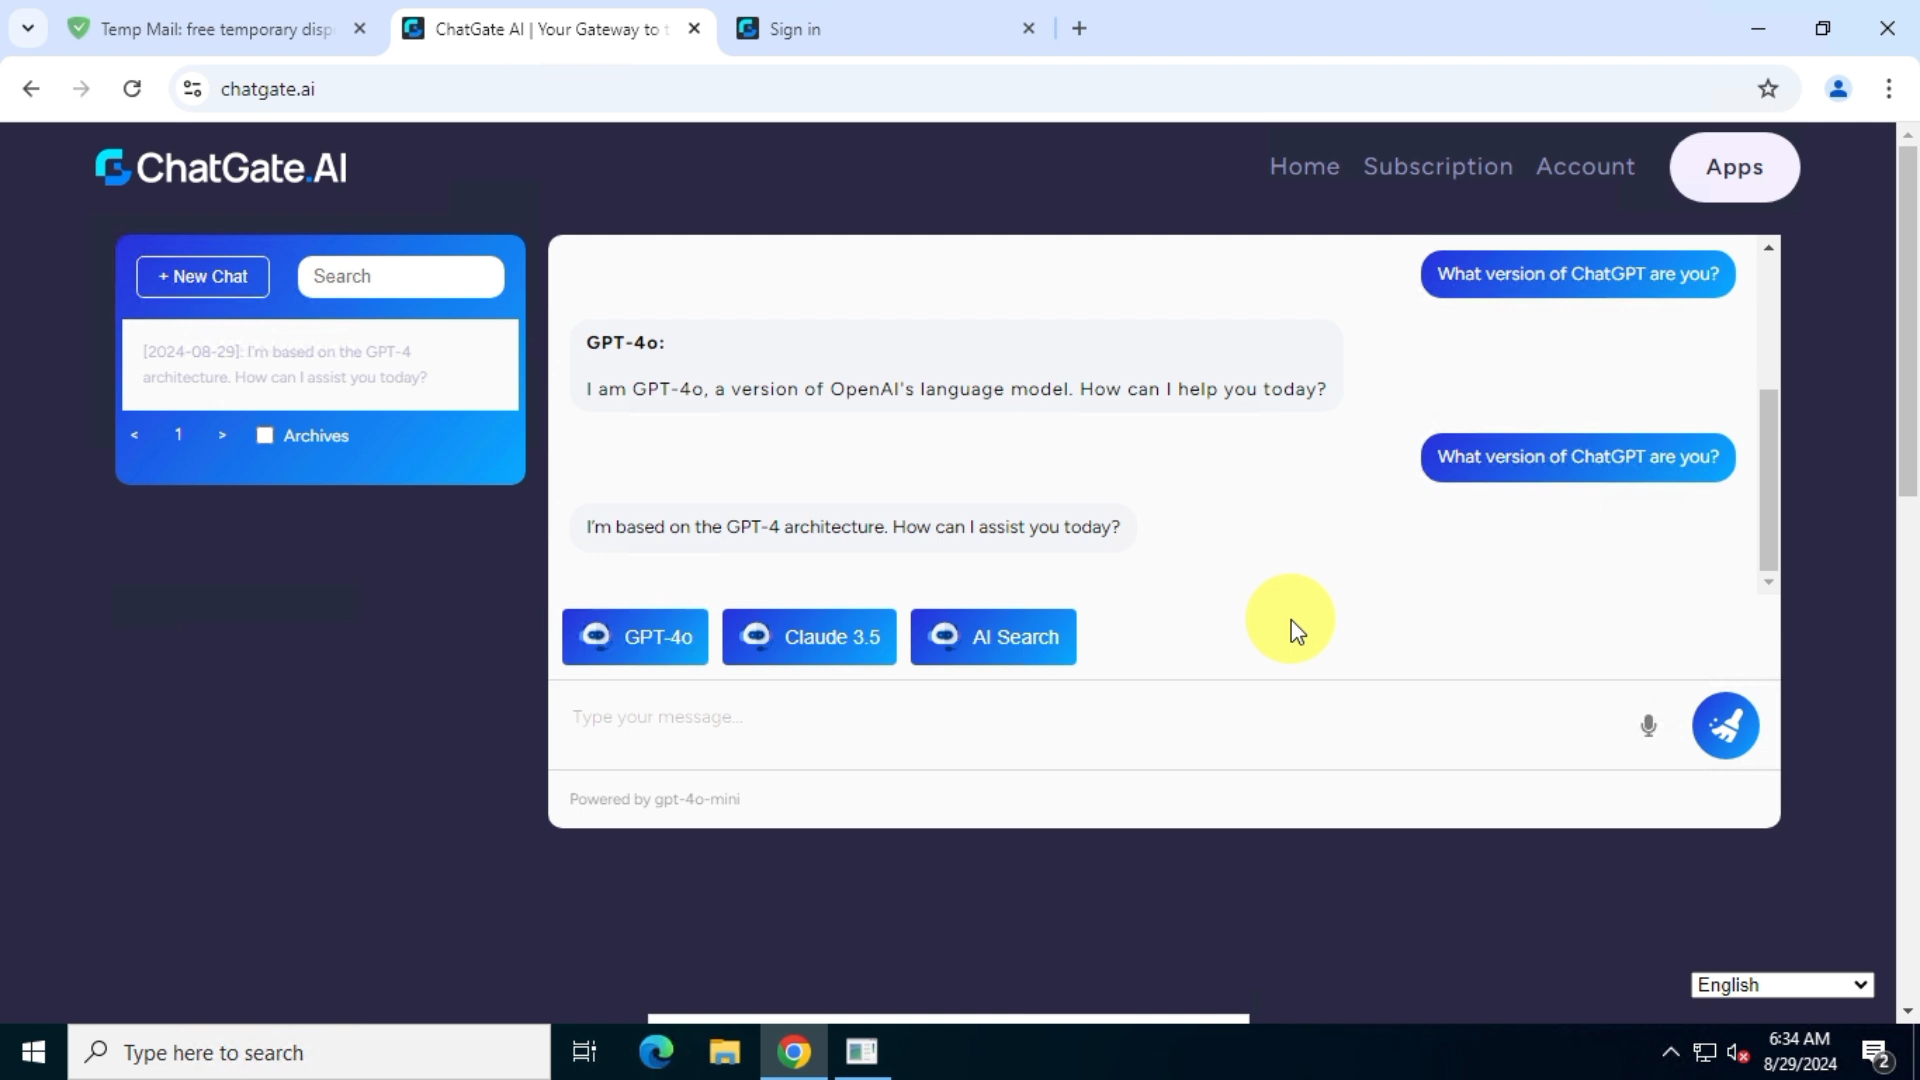 Temp Mail: free temporary disp
ChatGate AI | Your Gateway to t
Sign in
chatgate.ai
ChatGate.AI
Home
Subscription
Account
Apps
+ New Chat
Search
[2024-08-29]: I'm based on the GPT-4
architecture. How can I assist you today?
<
1
>
Archives
What version of ChatGPT are you?
GPT-4o:
I am GPT-4o, a version of OpenAI's language model. How can I help you today?
What version of ChatGPT are you?
I'm based on the GPT-4 architecture. How can I assist you today?
GPT-4o
Claude 3.5
AI Search
Type your message...
Powered by gpt-4o-mini
English
Type here to search
6:34 AM
8/29/2024
2